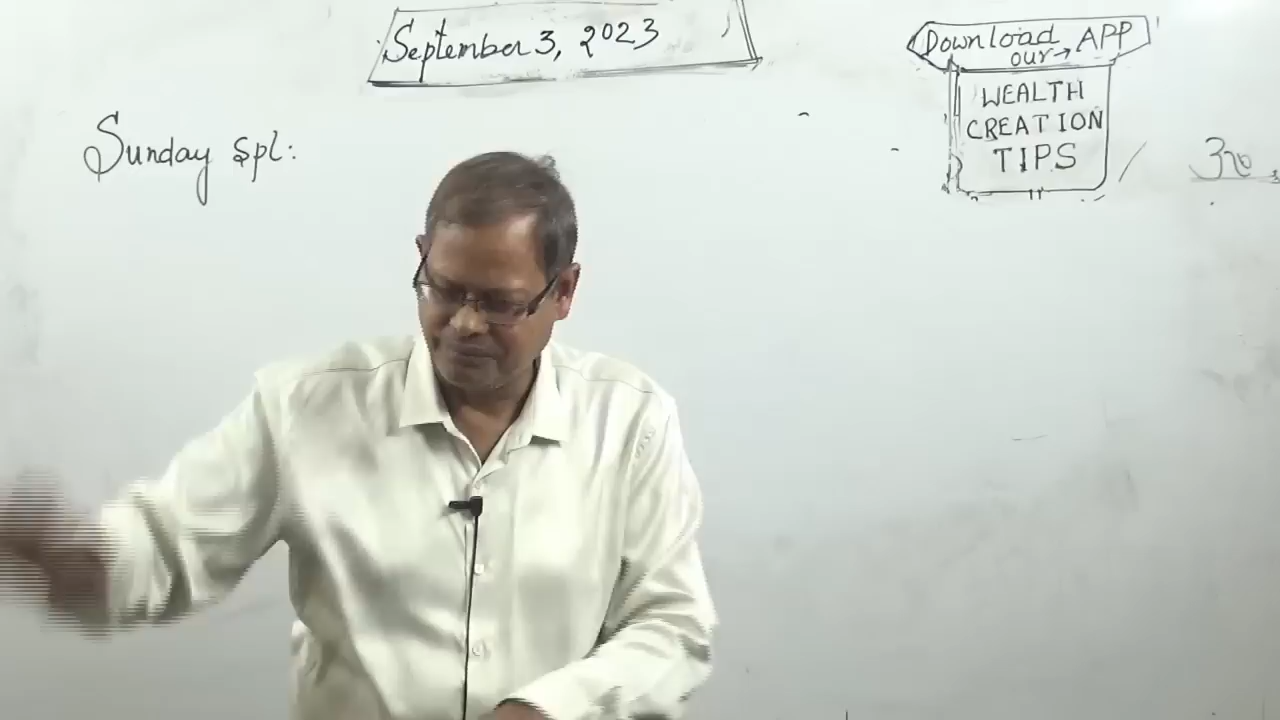 September 3, 2023
Download
our→ APP
WEALTH
CREATION
TIPS
Sunday spl: